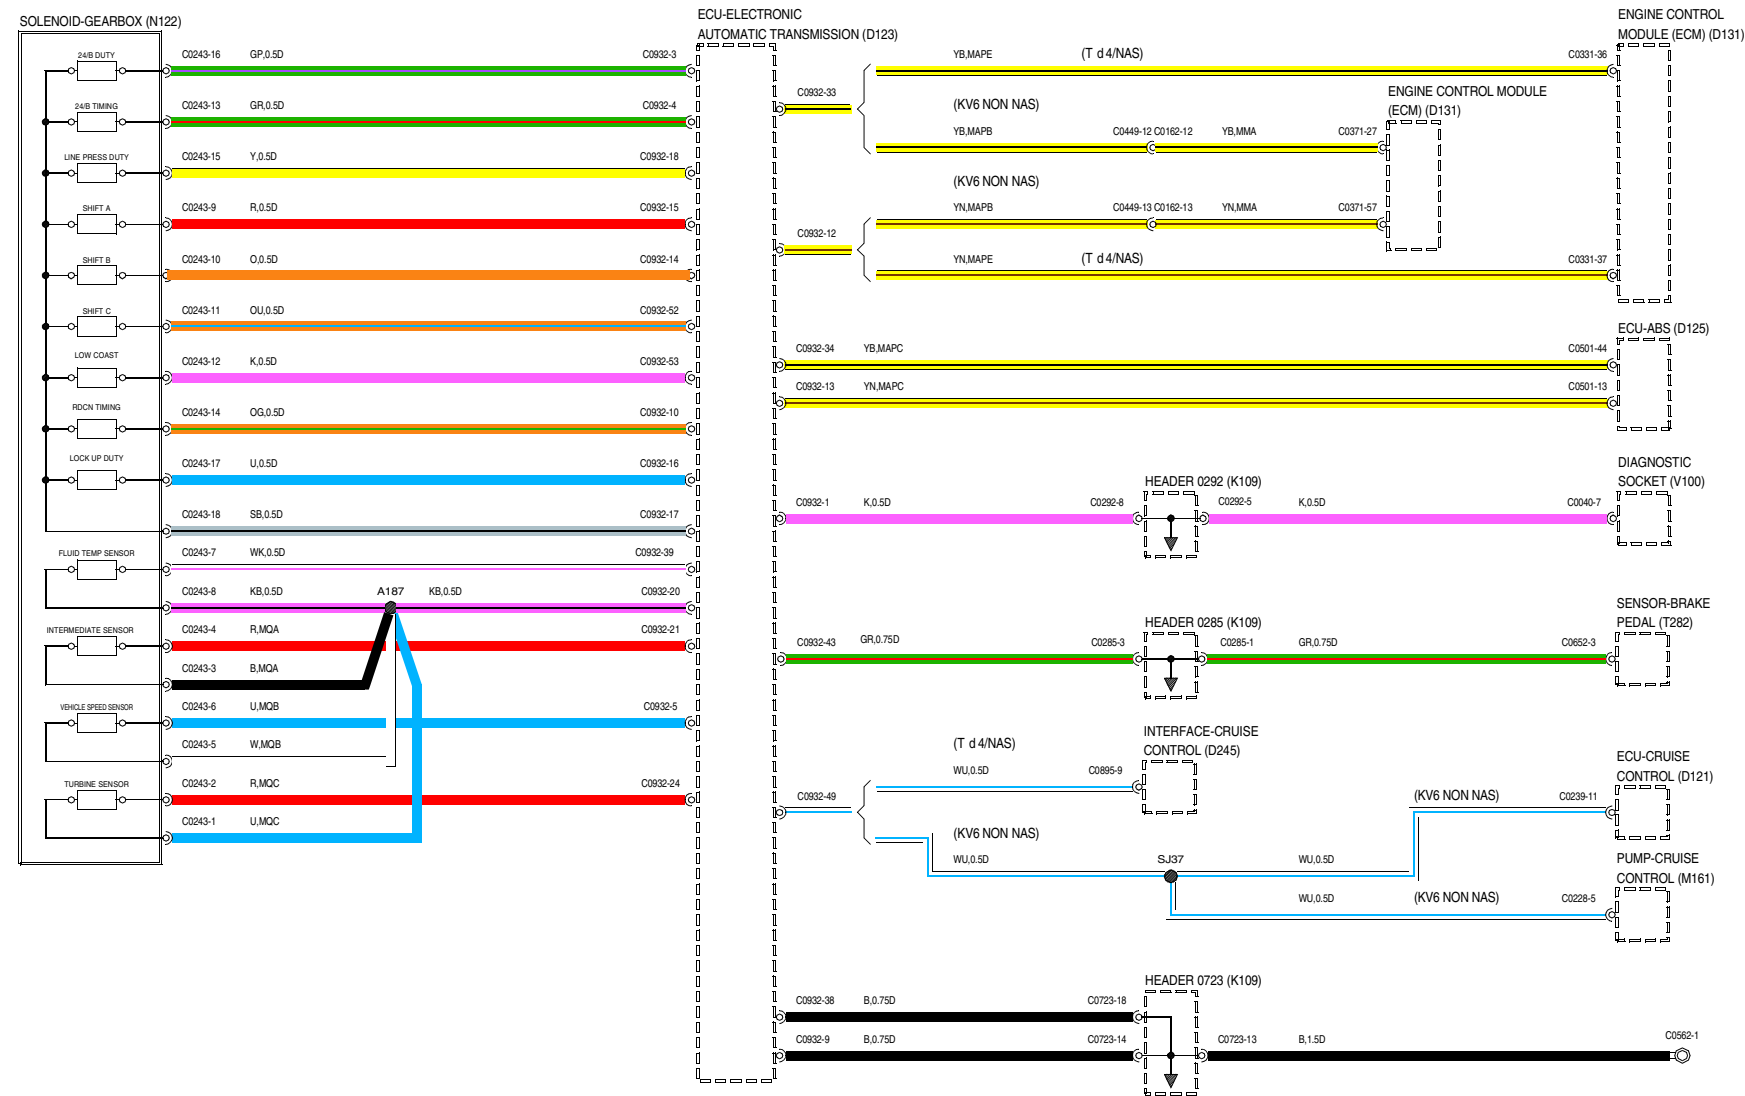 SOLENOID-GEARBOX (N122)
24/B DUTY
C0243-16 GP,0.5D C0932-3
24/B TIMING
C0243-13 GR,0.5D C0932-4
LINE PRESS DUTY
C0243-15 Y,0.5D C0932-18
SHIFT A
C0243-9 R,0.5D C0932-15
SHIFT B
C0243-10 O,0.5D C0932-14
SHIFT C
C0243-11 OU,0.5D C0932-52
LOW COAST
C0243-12 K,0.5D C0932-53
RDCN TIMING
C0243-14 OG,0.5D C0932-10
LOCK UP DUTY
C0243-17 U,0.5D C0932-16
C0243-18 SB,0.5D C0932-17
FLUID TEMP SENSOR
C0243-7 WK,0.5D C0932-39
C0243-8 KB,0.5D A187 KB,0.5D C0932-20
INTERMEDIATE SENSOR
C0243-4 R,MQA C0932-21
C0243-3 B,MQA
VEHICLE SPEED SENSOR
C0243-6 U,MQB C0932-5
C0243-5 W,MQB
TURBINE SENSOR
C0243-2 R,MQC C0932-24
C0243-1 U,MQC
ECU-ELECTRONIC
AUTOMATIC TRANSMISSION (D123)
ENGINE CONTROL
MODULE (ECM) (D131)
YB,MAPE (T d 4/NAS) C0331-36
C0932-33
(KV6 NON NAS)
ENGINE CONTROL MODULE
(ECM) (D131)
YB,MAPB C0449-12 C0162-12 YB,MMA C0371-27
(KV6 NON NAS)
YN,MAPB C0449-13 C0162-13 YN,MMA C0371-57
C0932-12
YN,MAPE (T d 4/NAS) C0331-37
ECU-ABS (D125)
C0932-34 YB,MAPC C0501-44
C0932-13 YN,MAPC C0501-13
DIAGNOSTIC
SOCKET (V100)
HEADER 0292 (K109)
C0932-1 K,0.5D C0292-8 C0292-5 K,0.5D C0040-7
SENSOR-BRAKE
PEDAL (T282)
HEADER 0285 (K109)
C0932-43 GR,0.75D C0285-3 C0285-1 GR,0.75D C0652-3
INTERFACE-CRUISE
CONTROL (D245)
(T d 4/NAS)
WU,0.5D C0895-9
C0932-49
ECU-CRUISE
CONTROL (D121)
(KV6 NON NAS) C0239-11
(KV6 NON NAS)
WU,0.5D SJ37 WU,0.5D
PUMP-CRUISE
CONTROL (M161)
WU,0.5D (KV6 NON NAS) C0228-5
HEADER 0723 (K109)
C0932-38 B,0.75D C0723-18
C0932-9 B,0.75D C0723-14 C0723-13 B,1.5D C0562-1